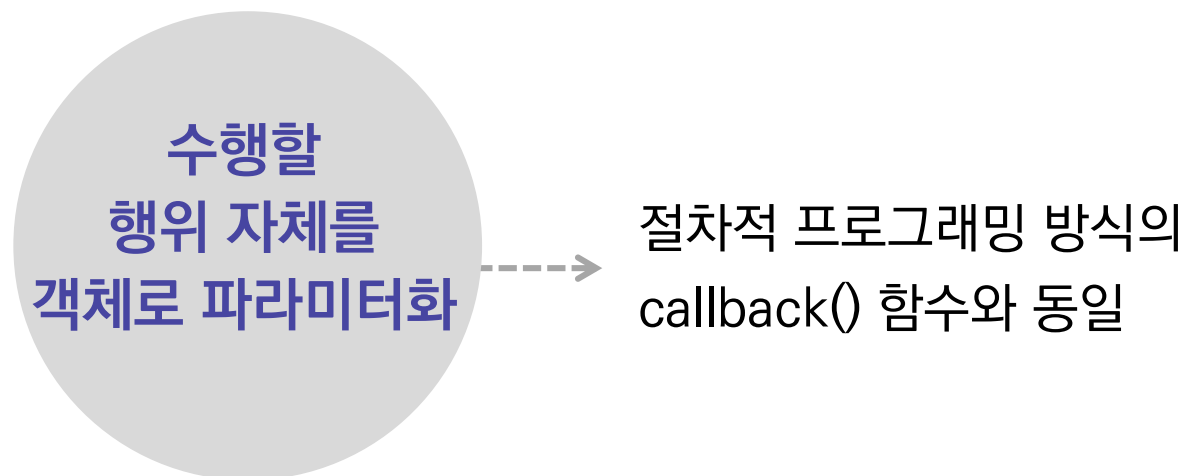 수행할
행위 자체를
객체로 파라미터화
절차적 프로그래밍 방식의
callback() 함수와 동일